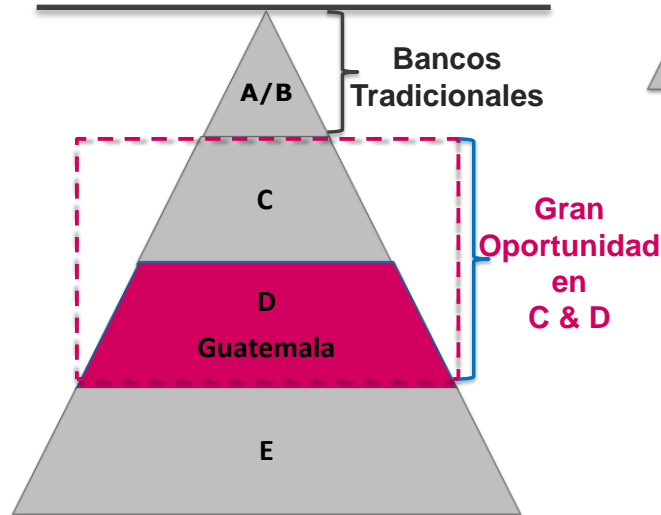 A/B
Bancos
Tradicionales
C
Gran
Oportunidad
en
C & D
D
Guatemala
E